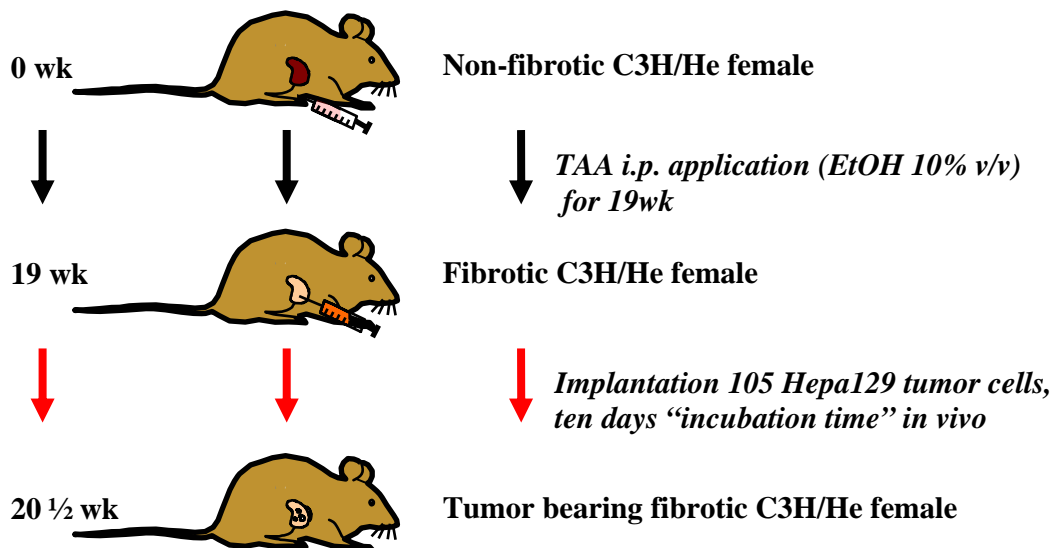 0 wk
Non-fibrotic C3H/He female
TAA i.p. application (EtOH 10% v/v)
for 19wk
19 wk
Fibrotic C3H/He female
Implantation 105 Hepa129 tumor cells,
ten days “incubation time” in vivo
20 ½ wk
Tumor bearing fibrotic C3H/He female